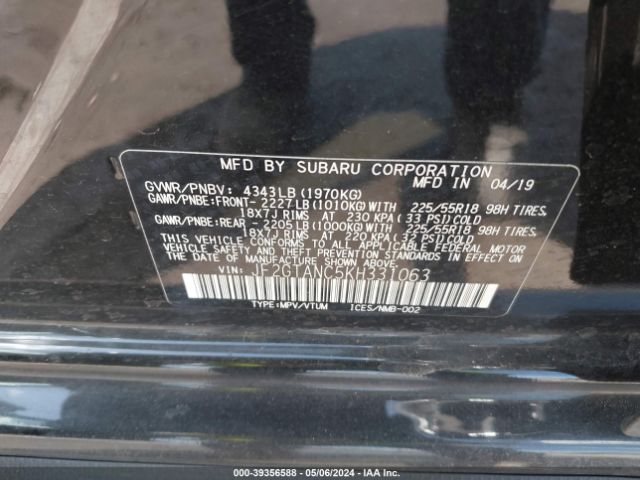 MFD BY SUBARU CORPORATION MFD IN 04/19
GVWR/PNBV: 4343LB(1970KG)
GAWR/PNBE:FRONT- 2227LB(1010KG)WITH 225/55R18 98H TIRES,
18X7J RIMS AT 230 KPA(33 PSI)COLD
GAWR/PNBE:REAR - 2205LB(1000KG)WITH 225/55R18 98H TIRES,
18X7J RIMS AT 220 KPA( PSI)COLD
THIS VEHICLE CONFORMS TO ALL APPLICABLE FEDERAL MOTOR
VEHICLE SAFETY AND THEFT PREVENTION STANDARDS IN EFFECT
ON THE DATE OF MANUFACTURE SHOWN ABOVE.
VIN: JF2GTANC5KH331063
TYPE:MPV/VTUM ICES/NMB-002
000-39356588 - 05/06/2024 - IAA Inc.